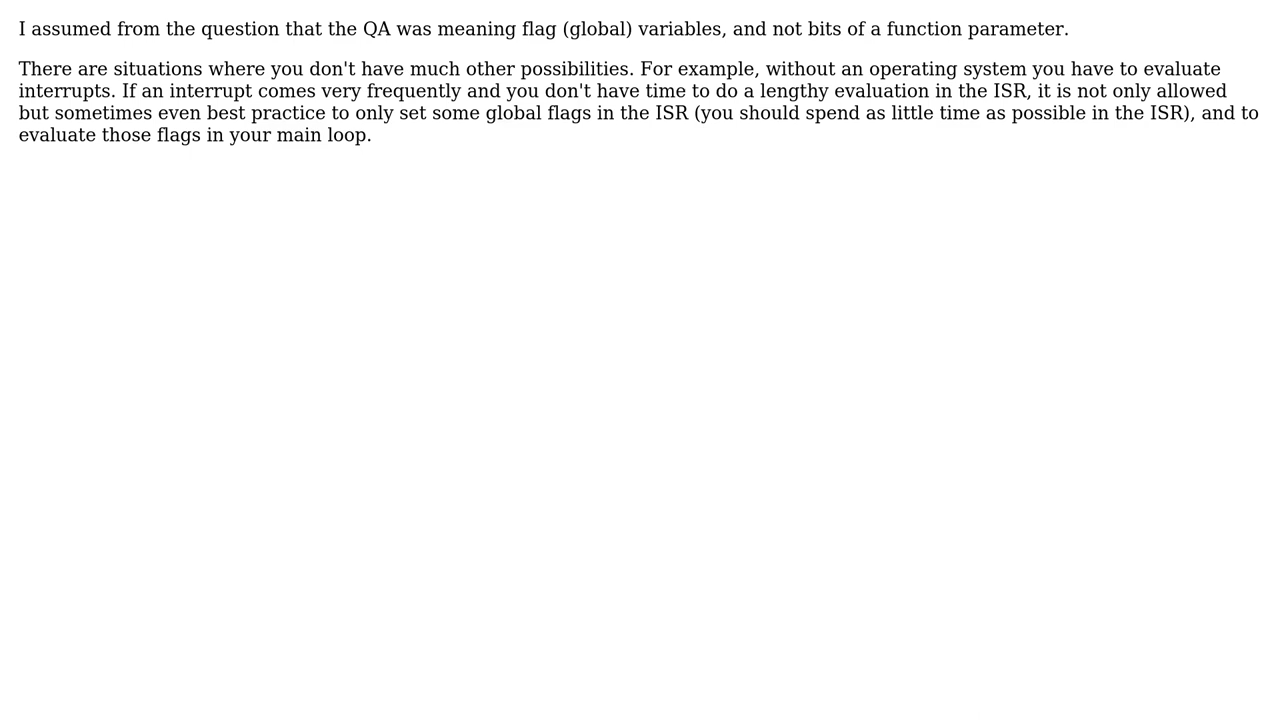 I assumed from the question that the QA was meaning flag (global) variables, and not bits of a function parameter.
There are situations where you don't have much other possibilities. For example, without an operating system you have to evaluate
interrupts. If an interrupt comes very frequently and you don't have time to do a lengthy evaluation in the ISR, it is not only allowed
but sometimes even best practice to only set some global flags in the ISR (you should spend as little time as possible in the ISR), and to
evaluate those flags in your main loop.